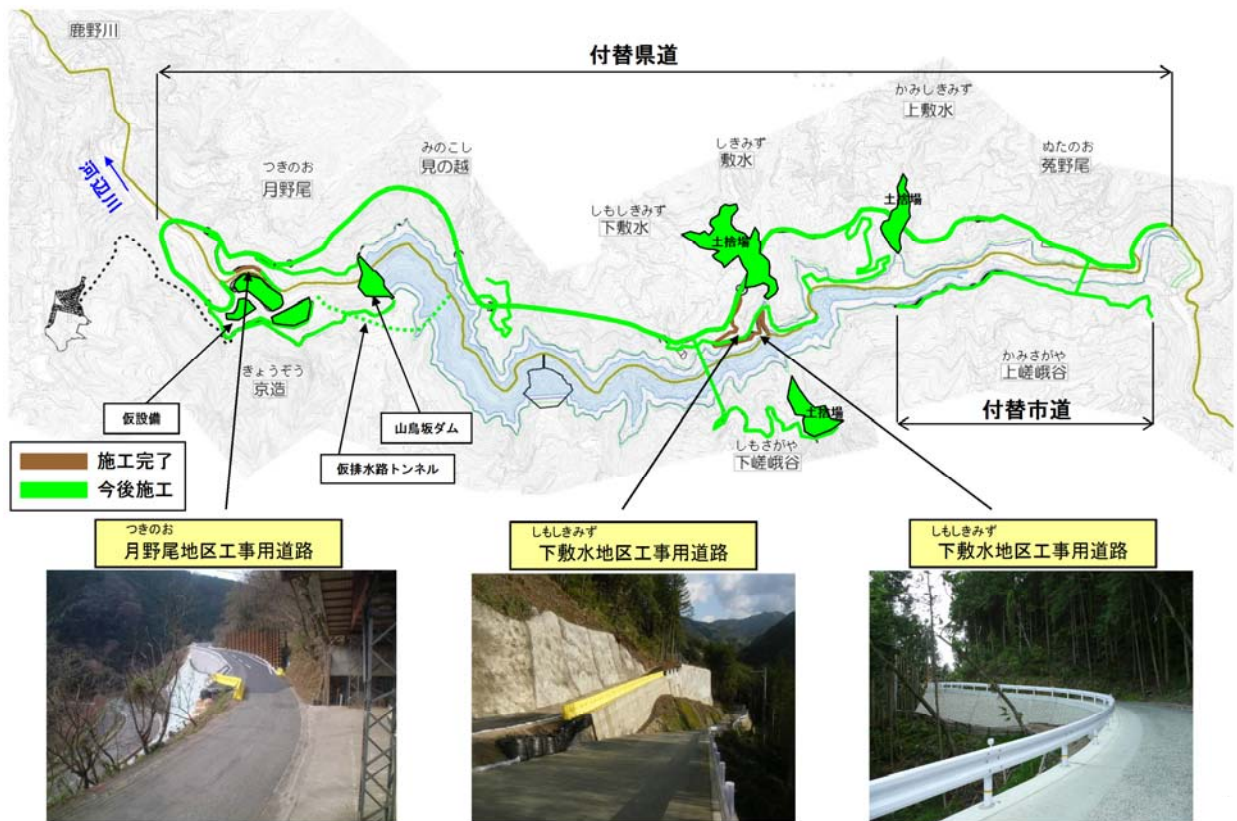 鹿野川
付替県道
かみしきみず
上敷水
みのこし
見の越
しきみず
敷水
ぬたのお
菟野尾
つきのお
月野尾
河辺川
しもしきみず
下敷水
土捨場
土捨場
きょうぞう
京造
かみさがや
上嵯峨谷
付替市道
仮設備
山鳥坂ダム
土捨場
仮排水路トンネル
しもさがや
下嵯峨谷
施工完了
今後施工
つきのお
月野尾地区工事用道路
しもしきみず
下敷水地区工事用道路
しもしきみず
下敷水地区工事用道路